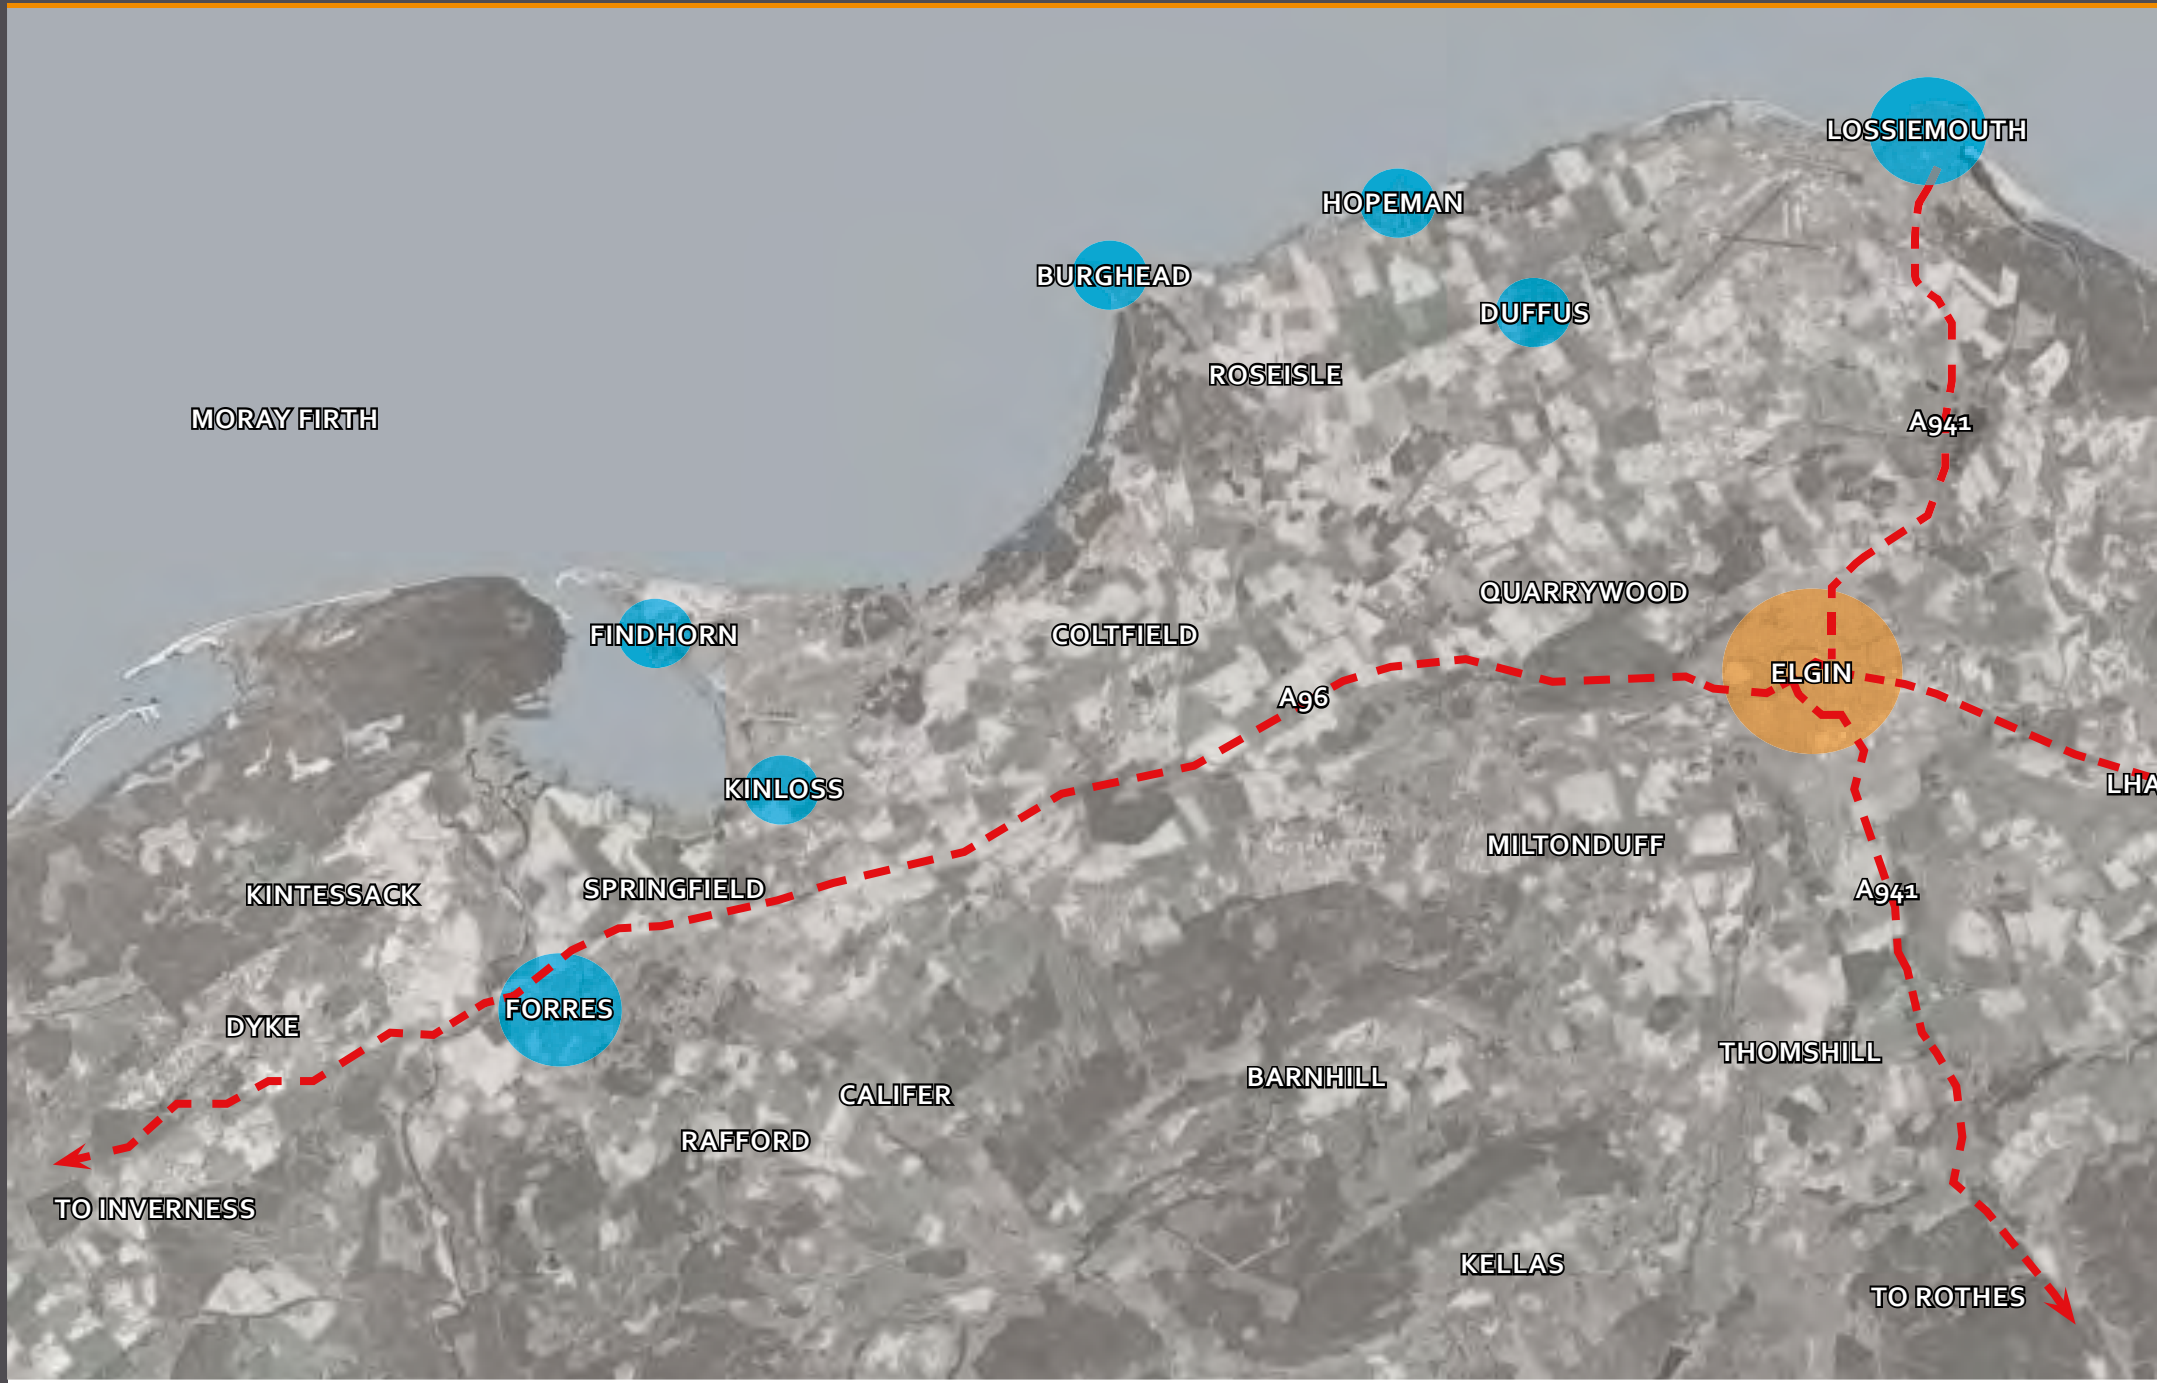 LOSSIEMOUTH
HOPEMAN
BURGHEAD
DUFFUS
ROSEISLE
MORAY FIRTH
A941
QUARRYWOOD
FINDHORN
COLTFIELD
ELGIN
A96
LHA
KINLOSS
MILTONDUFF
SPRINGFIELD
KINTESSACK
A941
FORRES
DYKE
THOMSHILL
BARNHILL
CALIFER
RAFFORD
TO INVERNESS
KELLAS
TO ROTHES